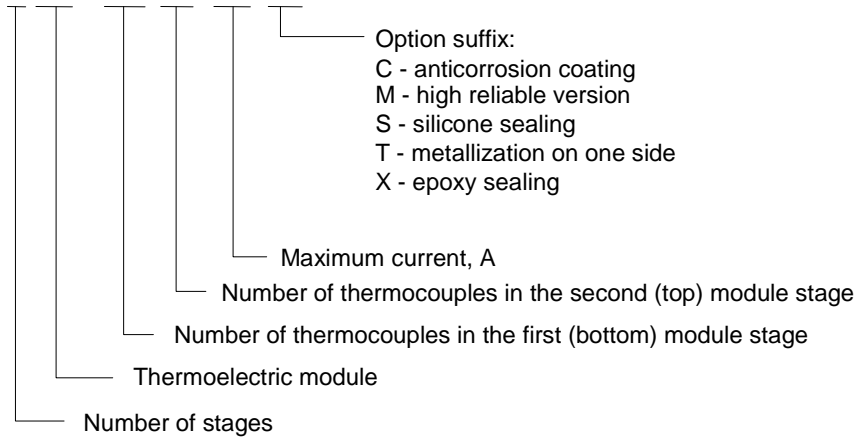 Option suffix:
C - anticorrosion coating
M - high reliable version
S - silicone sealing
T - metallization on one side
X - epoxy sealing
Maximum current, A
Number of thermocouples in the second (top) module stage
Number of thermocouples in the first (bottom) module stage
Thermoelectric module
Number of stages